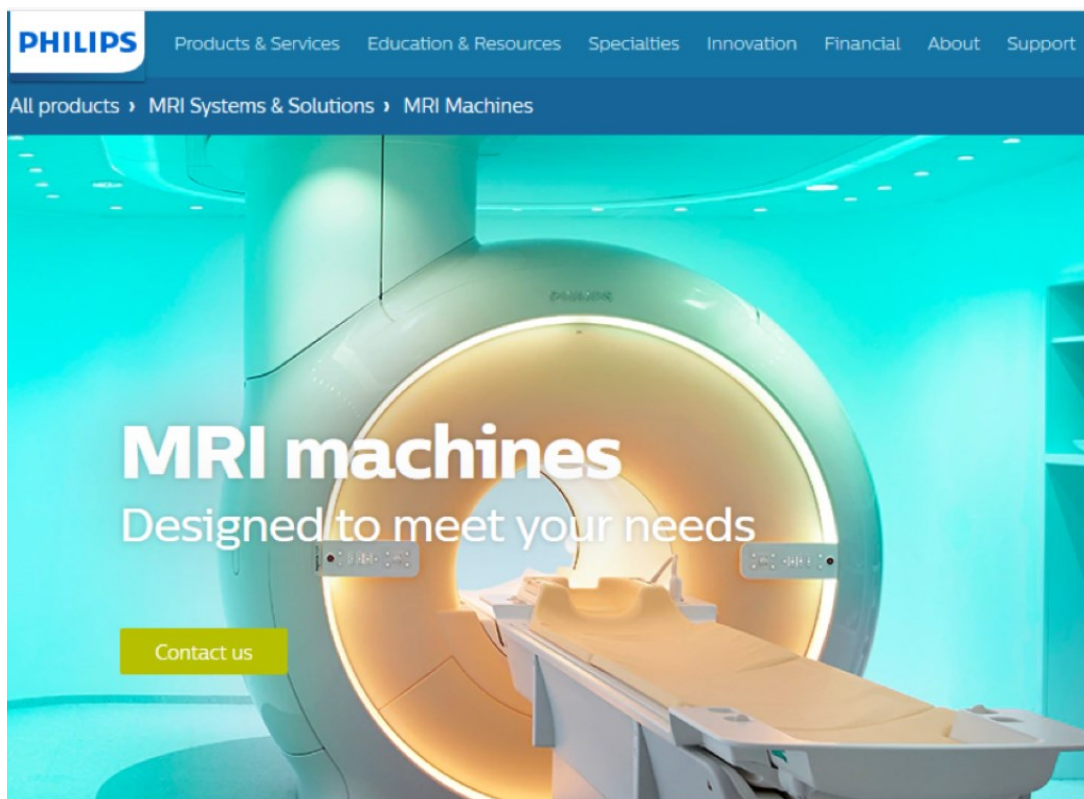 PHILIPS
Products & Services Education & Resources Specialties Innovation Financial About Support
All products › MRI Systems & Solutions › MRI Machines
PHILIPS
MRI machines
Designed to meet your needs
Contact us